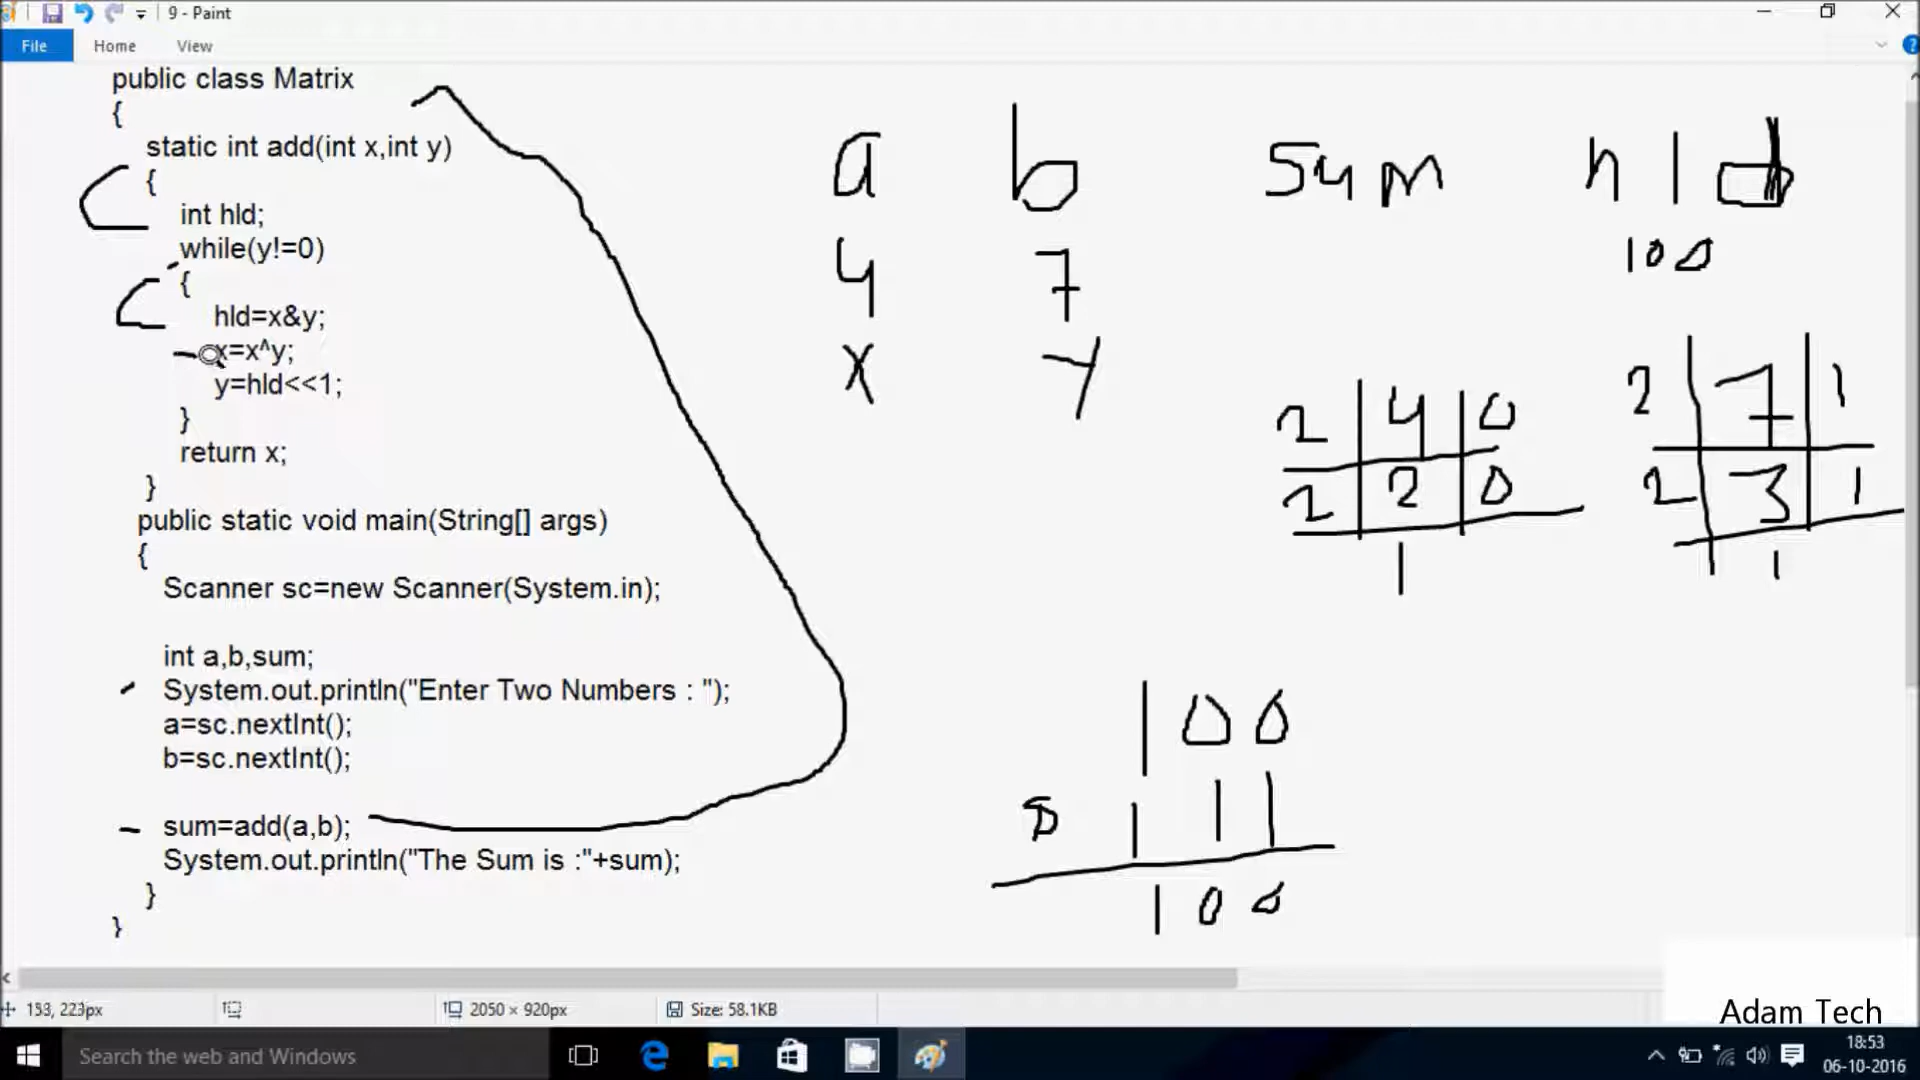 9 - Paint
File Home View
public class Matrix
{
static int add(int x,int y)
{
int hld;
while(y!=0)
{
hld=x&y;
x=x^y;
y=hld<<1;
}
return x;
}
public static void main(String[] args)
{
Scanner sc=new Scanner(System.in);
int a,b,sum;
System.out.println("Enter Two Numbers : ");
a=sc.nextInt();
b=sc.nextInt();
sum=add(a,b);
System.out.println("The Sum is :"+sum);
}
}
a b sum hld
4 7 100
x y
2 4 0
2 2 0
1
2 7 1
2 3 1
1
100
111
100
153, 223px 2050 × 920px Size: 58.1KB
Adam Tech
Search the web and Windows
18:53
06-10-2016